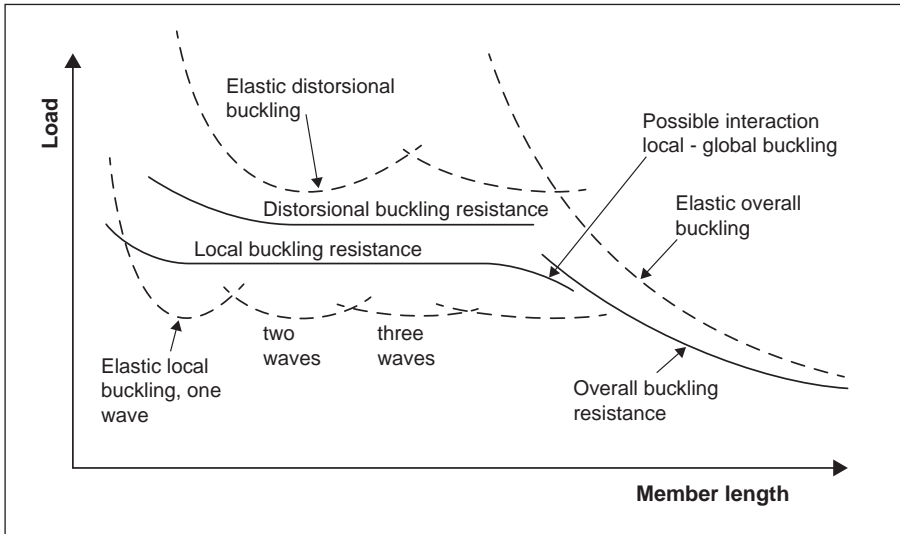 Load
Elastic distorsional
buckling
Possible interaction
local - global buckling
Elastic overall
buckling
Distorsional buckling resistance
Local buckling resistance
two
waves
three
waves
Elastic local
buckling, one
wave
Overall buckling
resistance
Member length